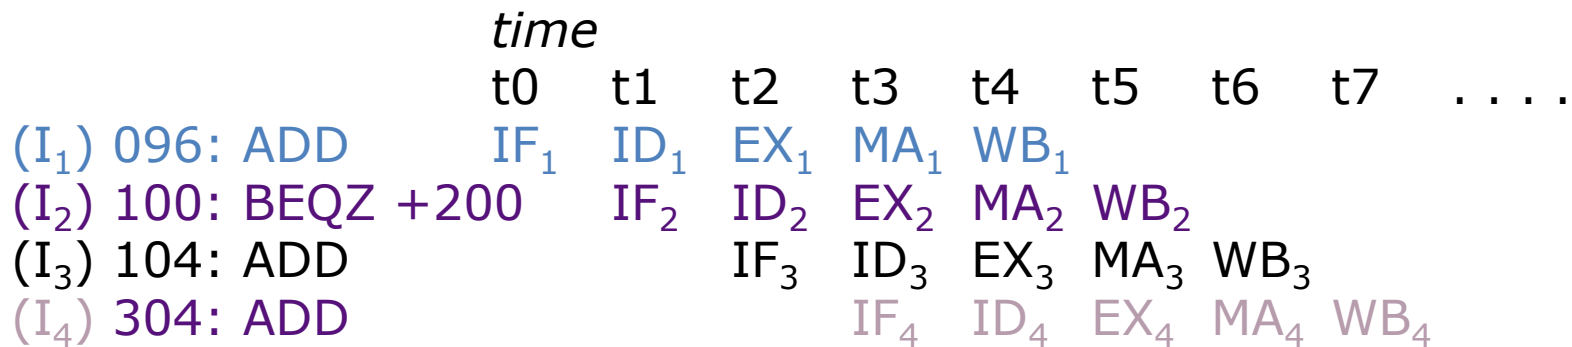 time
t0 t1 t2 t3 t4 t5 t6 t7 . . . .
(I₁) 096: ADD IF₁ ID₁ EX₁ MA₁ WB₁
(I₂) 100: BEQZ +200 IF₂ ID₂ EX₂ MA₂ WB₂
(I₃) 104: ADD IF₃ ID₃ EX₃ MA₃ WB₃
(I₄) 304: ADD IF₄ ID₄ EX₄ MA₄ WB₄